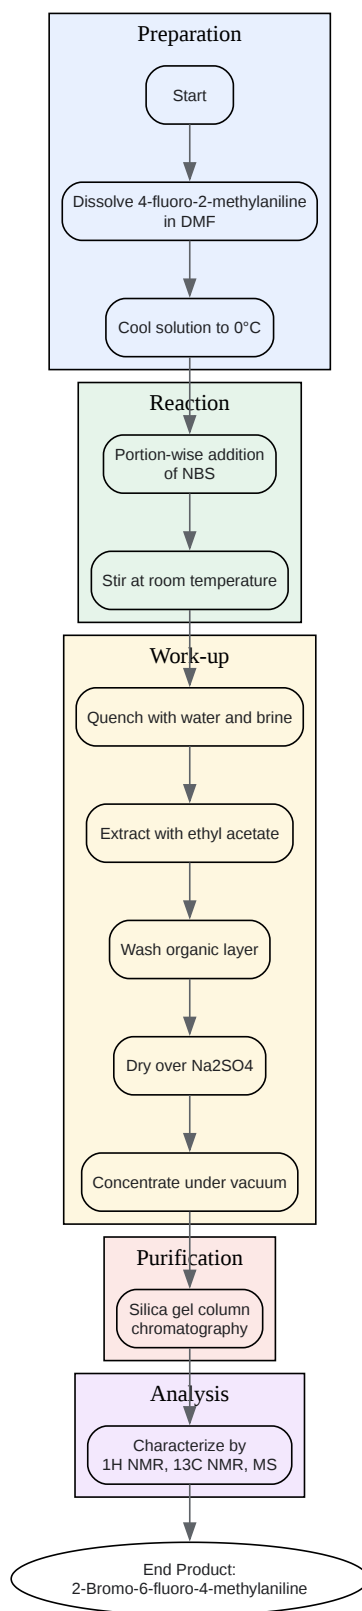 Preparation
Start
Dissolve 4-fluoro-2-methylaniline
in DMF
Cool solution to 0°C
Reaction
Portion-wise addition
of NBS
Stir at room temperature
Work-up
Quench with water and brine
Extract with ethyl acetate
Wash organic layer
Dry over Na2SO4
Concentrate under vacuum
Purification
Silica gel column
chromatography
Analysis
Characterize by
1H NMR, 13C NMR, MS
End Product:
2-Bromo-6-fluoro-4-methylaniline